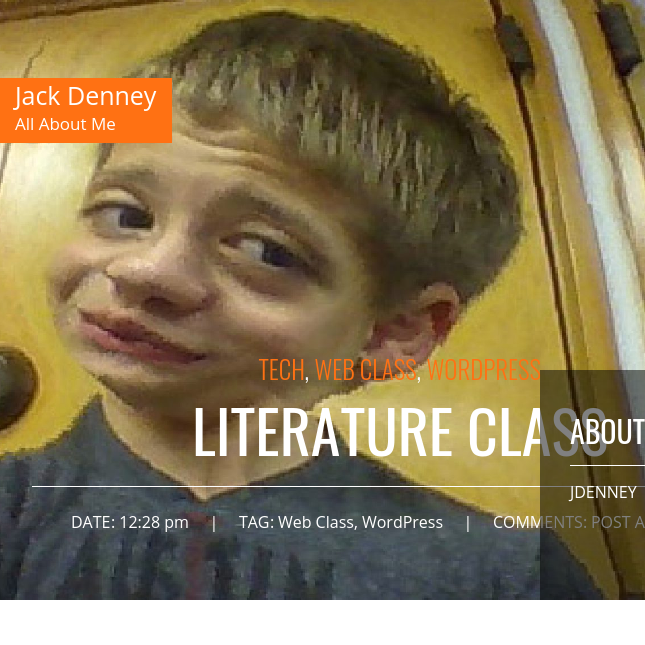 Jack Denney
All About Me
TECH, WEB CLASS, WORDPRESS
LITERATURE CLASS
ABOUT
JDENNEY
DATE: 12:28 pm | TAG: Web Class, WordPress | COMMENTS: POST A